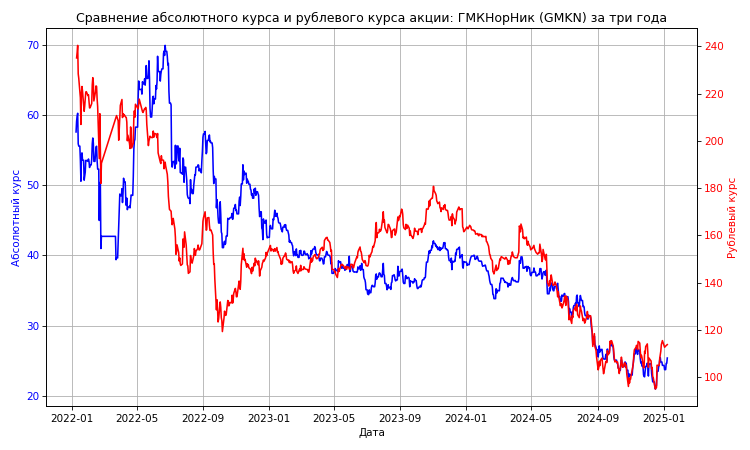 Сравнение абсолютного курса и рублевого курса акции: ГМКНорНик (GMKN) за три года
70
60
50
40
30
20
Абсолютный курс
240
220
200
180
160
140
120
100
Рублевый курс
2022-01 2022-05 2022-09 2023-01 2023-05 2023-09 2024-01 2024-05 2024-09 2025-01
Дата